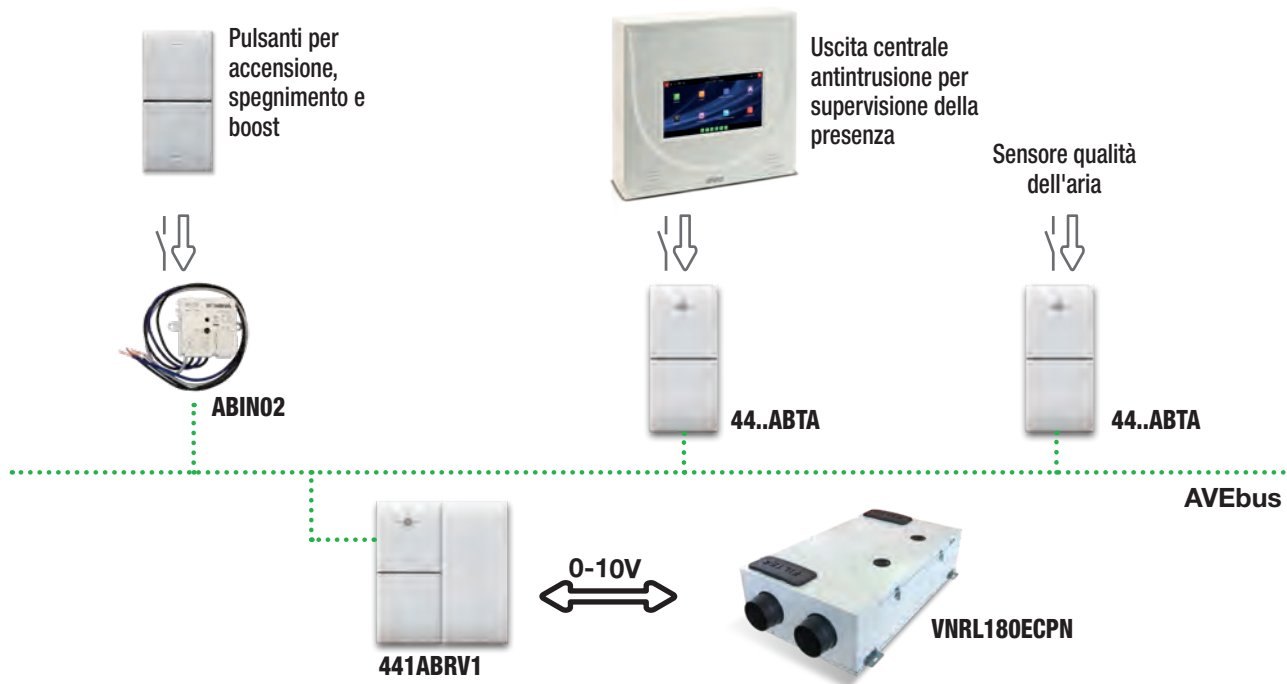 Pulsanti per
accensione,
spegnimento e
boost
Uscita centrale
antintrusione per
supervisione della
presenza
Sensore qualità
dell'aria
ABIN02
44..ABTA
44..ABTA
AVEbus
0-10V
441ABRV1
FILTER
VNRL180ECPN